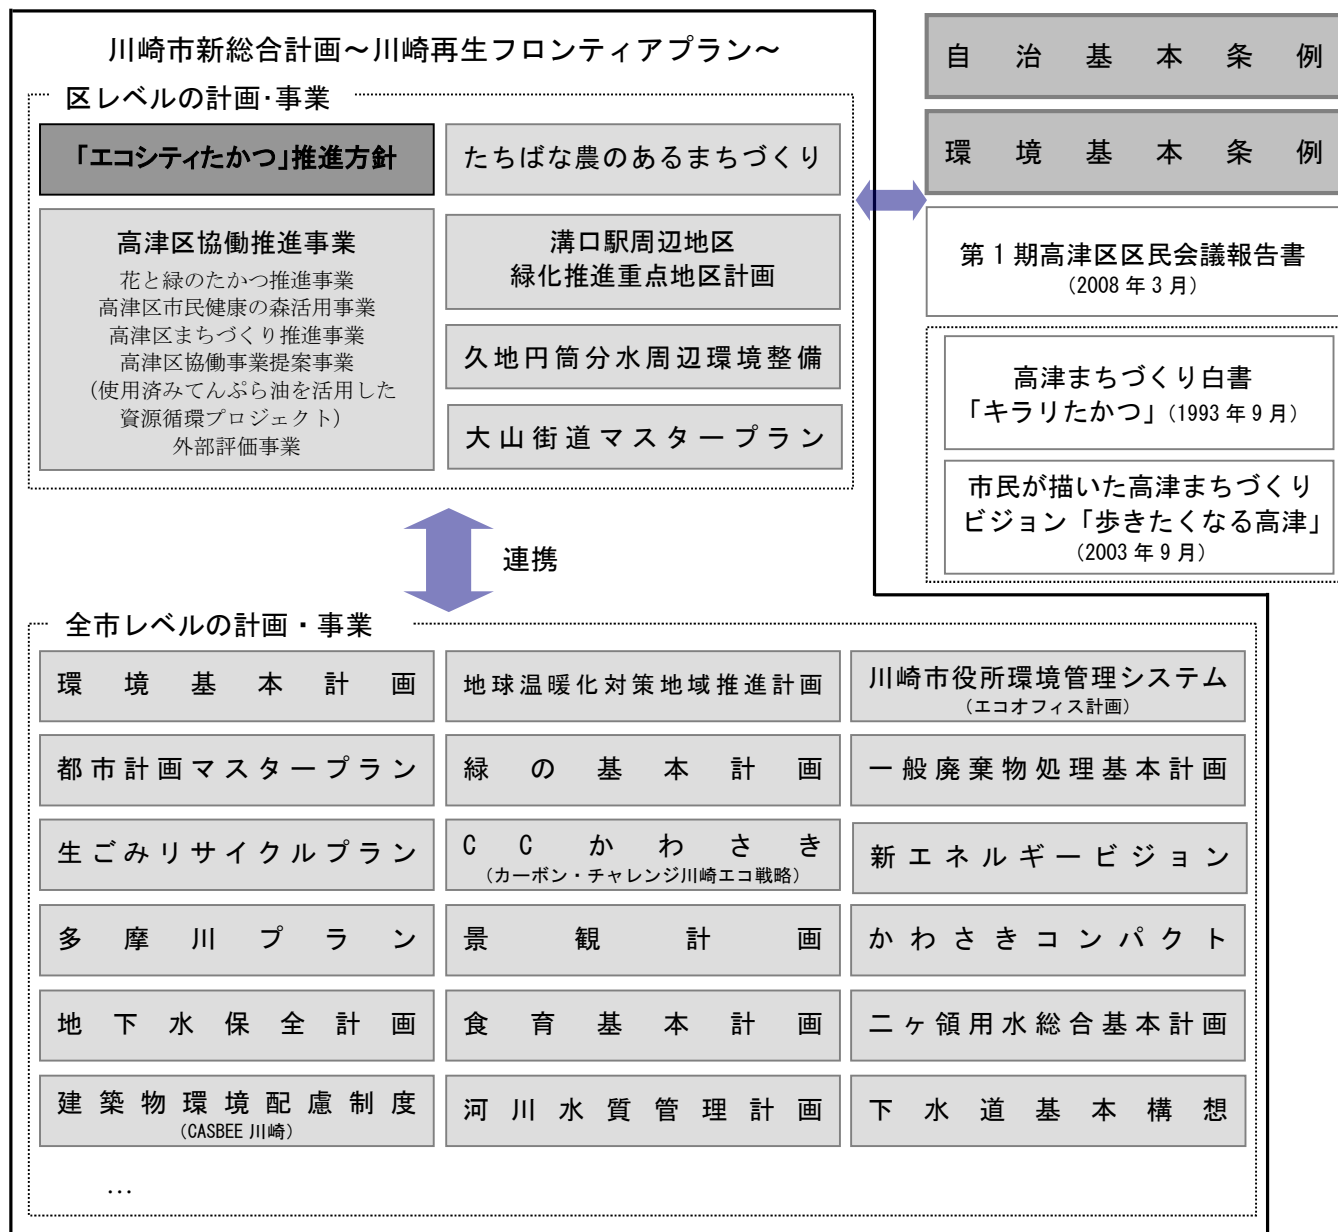 川崎市新総合計画～川崎再生フロンティアプラン～
区レベルの計画･事業
「エコシティたかつ」推進方針
たちばな農のあるまちづくり
高津区協働推進事業
花と緑のたかつ推進事業
高津区市民健康の森活用事業
高津区まちづくり推進事業
高津区協働事業提案事業
（使用済みてんぷら油を活用した
資源循環プロジェクト）
外部評価事業
溝口駅周辺地区
緑化推進重点地区計画
久地円筒分水周辺環境整備
大山街道マスタープラン
自治基本条例
環境基本条例
第１期高津区区民会議報告書
（2008 年 3 月）
高津まちづくり白書
「キラリたかつ」（1993 年 9 月）
市民が描いた高津まちづくり
ビジョン「歩きたくなる高津」
（2003 年 9 月）
連携
全市レベルの計画・事業
環境基本計画
地球温暖化対策地域推進計画
川崎市役所環境管理システム
（エコオフィス計画）
都市計画マスタープラン
緑の基本計画
一般廃棄物処理基本計画
生ごみリサイクルプラン
ＣＣかわさき
（カーボン・チャレンジ川崎エコ戦略）
新エネルギービジョン
多摩川プラン
景観計画
かわさきコンパクト
地下水保全計画
食育基本計画
二ヶ領用水総合基本計画
建築物環境配慮制度
（CASBEE 川崎）
河川水質管理計画
下水道基本構想
…